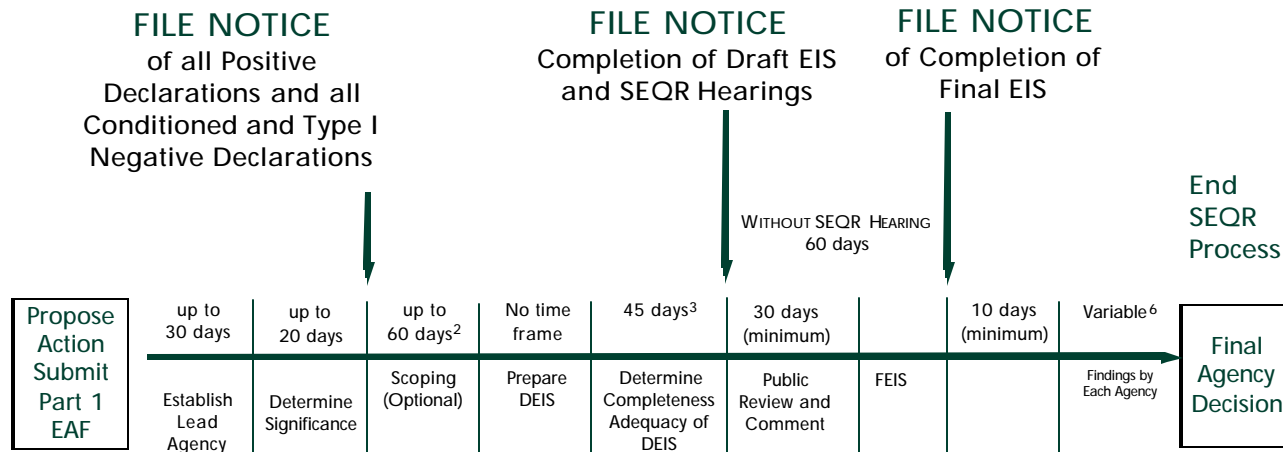 FILE NOTICE
of all Positive
Declarations and all
Conditioned and Type I
Negative Declarations
FILE NOTICE
Completion of Draft EIS
and SEQR Hearings
FILE NOTICE
of Completion of
Final EIS
WITHOUT SEQR HEARING
60 days
End
SEQR
Process
Propose
Action
Submit
Part 1
EAF
up to
30 days
up to
20 days
up to
60 days2
No time
frame
45 days3
30 days
(minimum)
10 days
(minimum)
Variable6
Establish
Lead
Agency
Determine
Significance
Scoping
(Optional)
Prepare
DEIS
Determine
Completeness
Adequacy of
DEIS
Public
Review and
Comment
FEIS
Findings by
Each Agency
Final
Agency
Decision